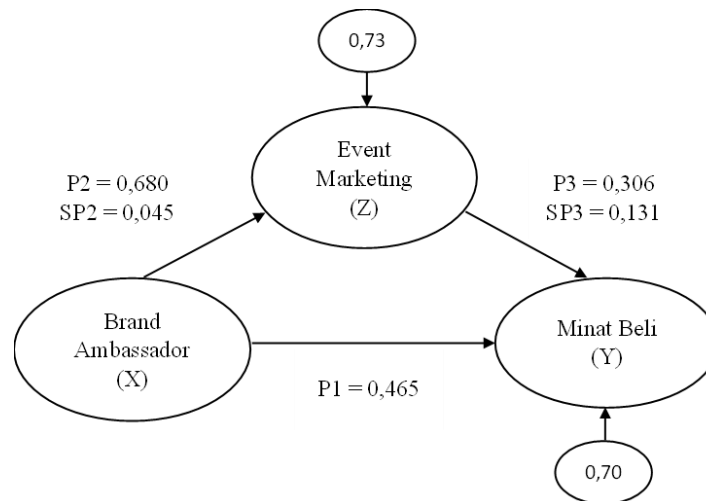 0,73
Event
Marketing
(Z)
P2 = 0,680
SP2 = 0,045
P3 = 0,306
SP3 = 0,131
Brand
Ambassador
(X)
Minat Beli
(Y)
P1 = 0,465
0,70